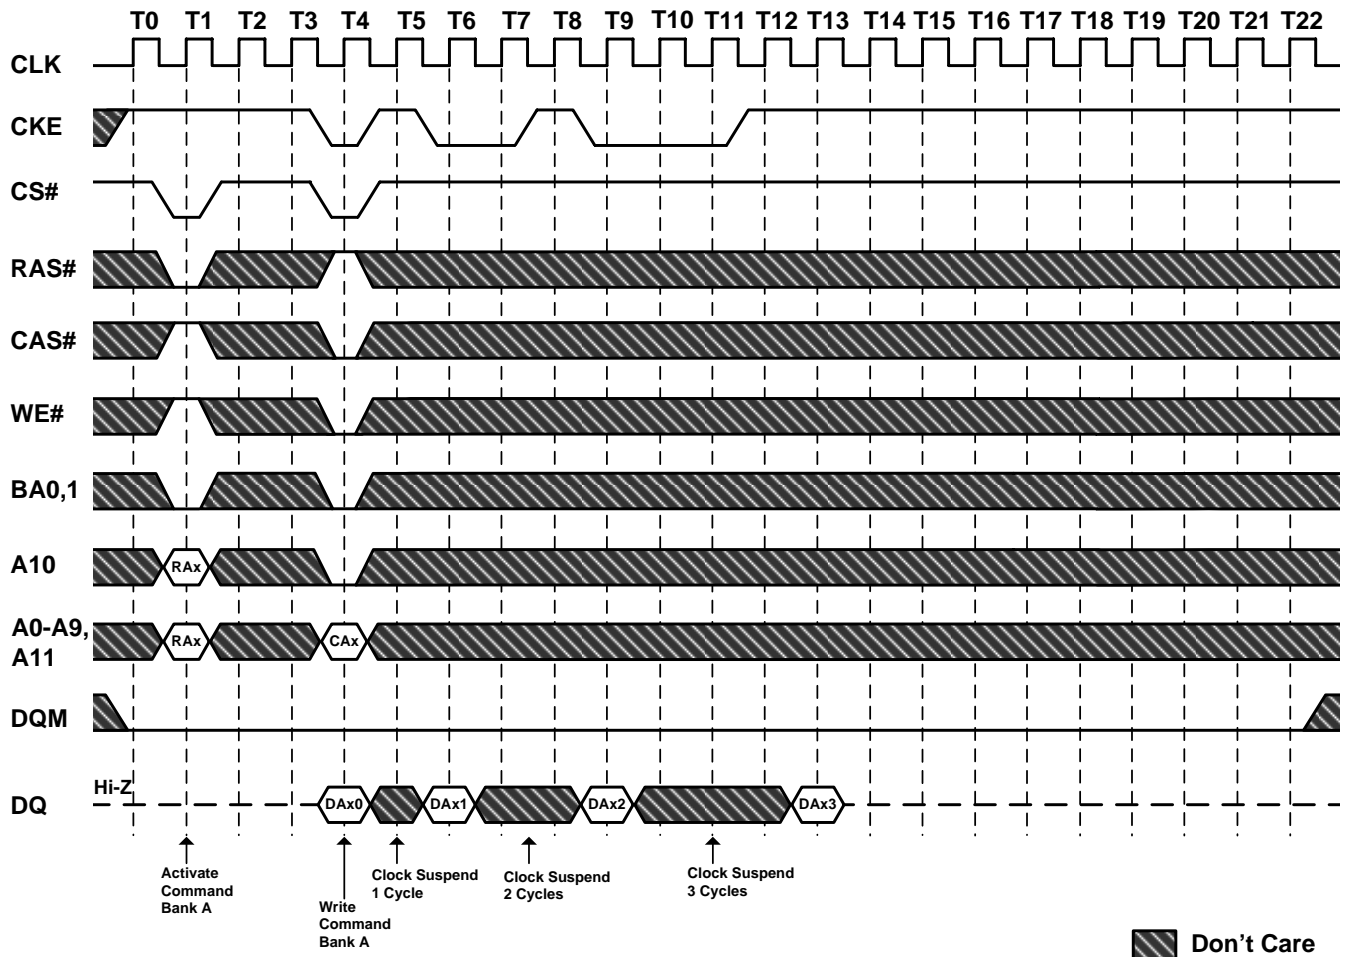 T0 T1 T2 T3 T4 T5 T6 T7 T8 T9 T10 T11 T12 T13 T14 T15 T16 T17 T18 T19 T20 T21 T22
CLK
CKE
CS#
RAS#
CAS#
WE#
BA0,1
A10
RAx
A0-A9,
A11
RAx
CAx
DQM
Hi-Z
DQ
DAx0
DAx1
DAx2
DAx3
Activate
Command
Bank A
Write
Command
Bank A
Clock Suspend
1 Cycle
Clock Suspend
2 Cycles
Clock Suspend
3 Cycles
Don't Care